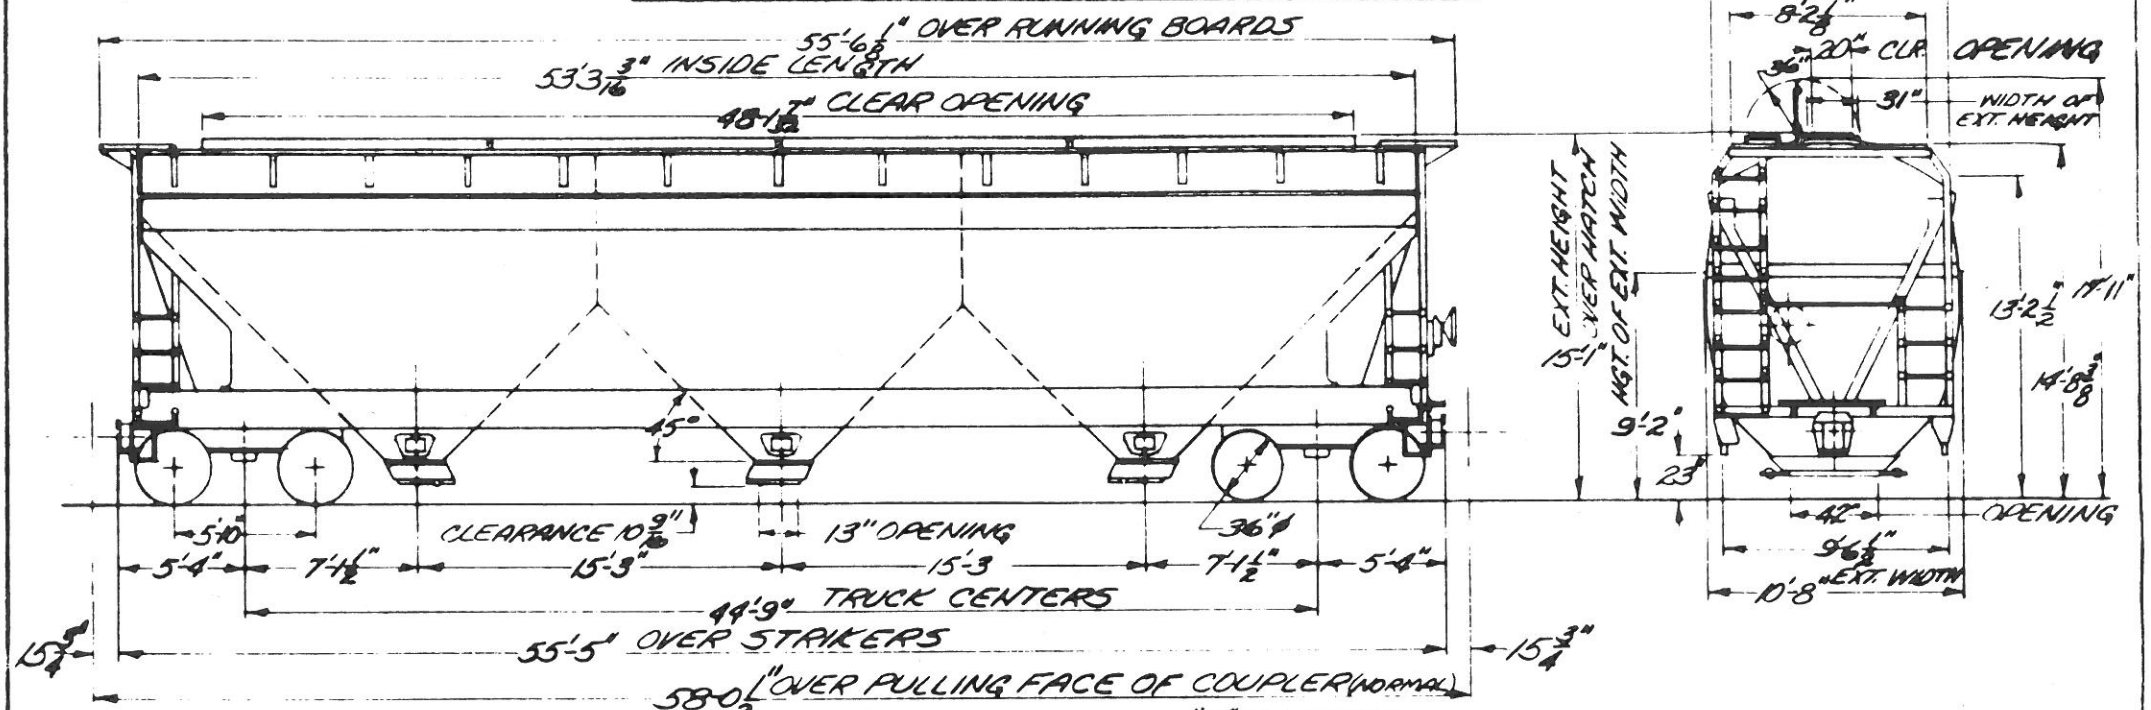 55'-6 1/8" OVER RUNNING BOARDS
53'3 3/16" INSIDE LENGTH
CLEAR OPENING
45°
5'-10"
CLEARANCE 10 9/16"
13" OPENING
36"ø
5'-4" 7'-1 1/2" 15'-3" 15'-3 7'-1 1/2" 5'-4"
44'-9" TRUCK CENTERS
15 3/4" 55'-5" OVER STRIKERS 15 3/4"
58'-0 1/2" OVER PULLING FACE OF COUPLER (NORMAL)
EXT. HEIGHT
OVER HATCH
15'-1"
HGT. OF EXT. WIDTH
9'-2"
8'-2 1/8"
20" CLR. OPENING
36"
31" WIDTH OF
EXT. HEIGHT
13'-2 1/2"
14'-8 3/8"
23"
42" OPENING
9'6 1/8"
10'-8" EXT. WIDTH